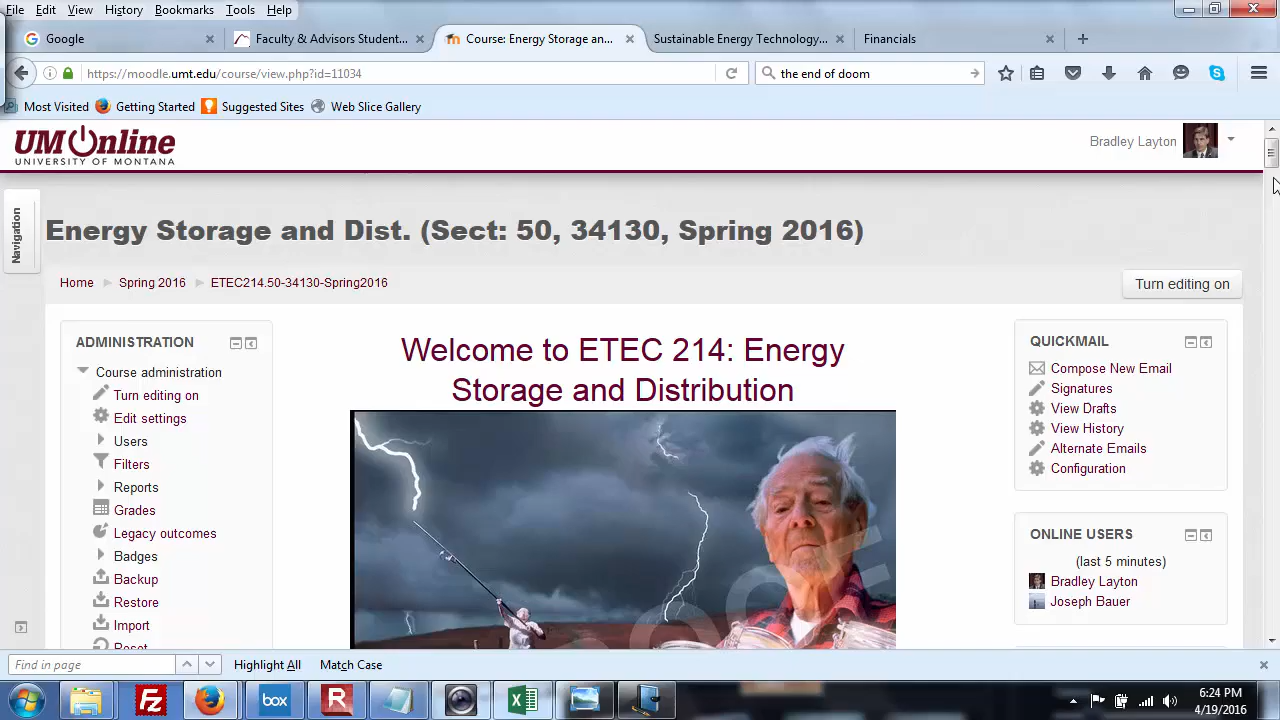 File Edit View History Bookmarks Tools Help
Google
Faculty & Advisors Student...
Course: Energy Storage an...
Sustainable Energy Technology...
Financials
https://moodle.umt.edu/course/view.php?id=11034
the end of doom
Most Visited Getting Started Suggested Sites Web Slice Gallery
UM Online
UNIVERSITY OF MONTANA
Bradley Layton
Navigation
Energy Storage and Dist. (Sect: 50, 34130, Spring 2016)
Home Spring 2016 ETEC214.50-34130-Spring2016
Turn editing on
ADMINISTRATION
Course administration
Turn editing on
Edit settings
Users
Filters
Reports
Grades
Legacy outcomes
Badges
Backup
Restore
Import
Reset
Welcome to ETEC 214: Energy
Storage and Distribution
QUICKMAIL
Compose New Email
Signatures
View Drafts
View History
Alternate Emails
Configuration
ONLINE USERS
(last 5 minutes)
Bradley Layton
Joseph Bauer
Find in page
Highlight All
Match Case
box
6:24 PM
4/19/2016